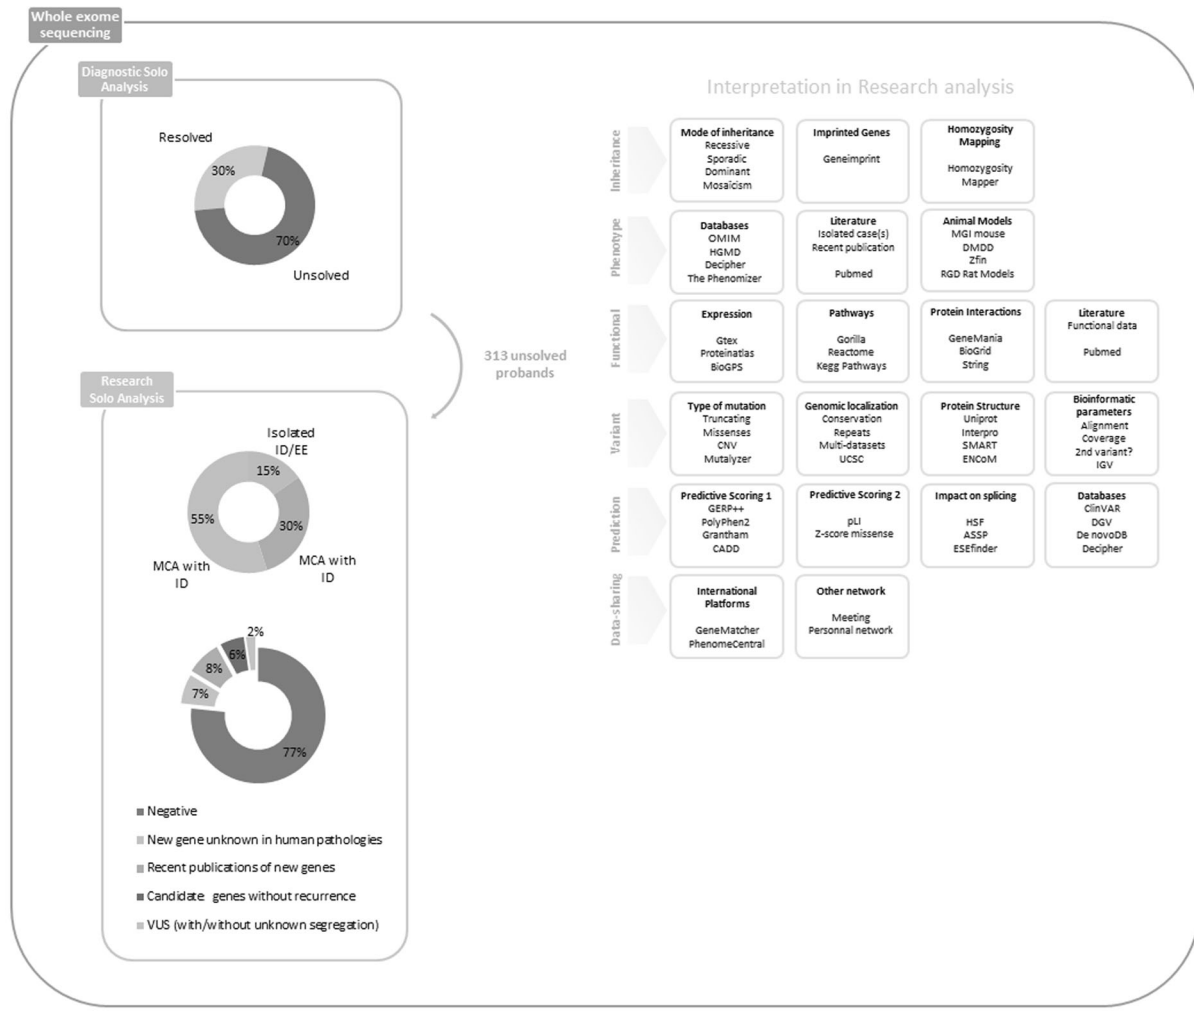 Whole exome
sequencing
Diagnostic Solo
Analysis
Resolved
30%
70%
Unsolved
313 unsolved
probands
Research
Solo Analysis
Isolated
ID/EE
15%
55%
30%
MCA with
ID
MCA with
ID
2%
6%
8%
7%
77%
Negative
New gene unknown in human pathologies
Recent publications of new genes
Candidate genes without recurrence
VUS (with/without unknown segregation)
Interpretation in Research analysis
Inheritance
Mode of inheritance
Recessive
Sporadic
Dominant
Mosaïcism
Imprinted Genes
Geneimprint
Homozygosity
Mapping
Homozygosity
Mapper
Phenotype
Databases
OMIM
HGMD
Decipher
The Phenomizer
Literature
Isolated case(s)
Recent publication
Pubmed
Animal Models
MGI mouse
DMDD
Zfin
RGD Rat Models
Functional
Expression
Gtex
Proteinatlas
BioGPS
Pathways
Gorilla
Reactome
Kegg Pathways
Protein Interactions
GeneMania
BioGrid
String
Literature
Functional data
Pubmed
Variant
Type of mutation
Truncating
Missenses
CNV
Mutalyzer
Genomic localization
Conservation
Repeats
Multi-datasets
UCSC
Protein Structure
Uniprot
Interpro
SMART
ENCoM
Bioinformatic
parameters
Alignment
Coverage
2nd variant?
IGV
Prediction
Predictive Scoring 1
GERP++
PolyPhen2
Grantham
CADD
Predictive Scoring 2
pLI
Z-score missense
Impact on splicing
HSF
ASSP
ESEfinder
Databases
ClinVAR
DGV
De novoDB
Decipher
Data-sharing
International
Platforms
GeneMatcher
PhenomeCentral
Other network
Meeting
Personnal network